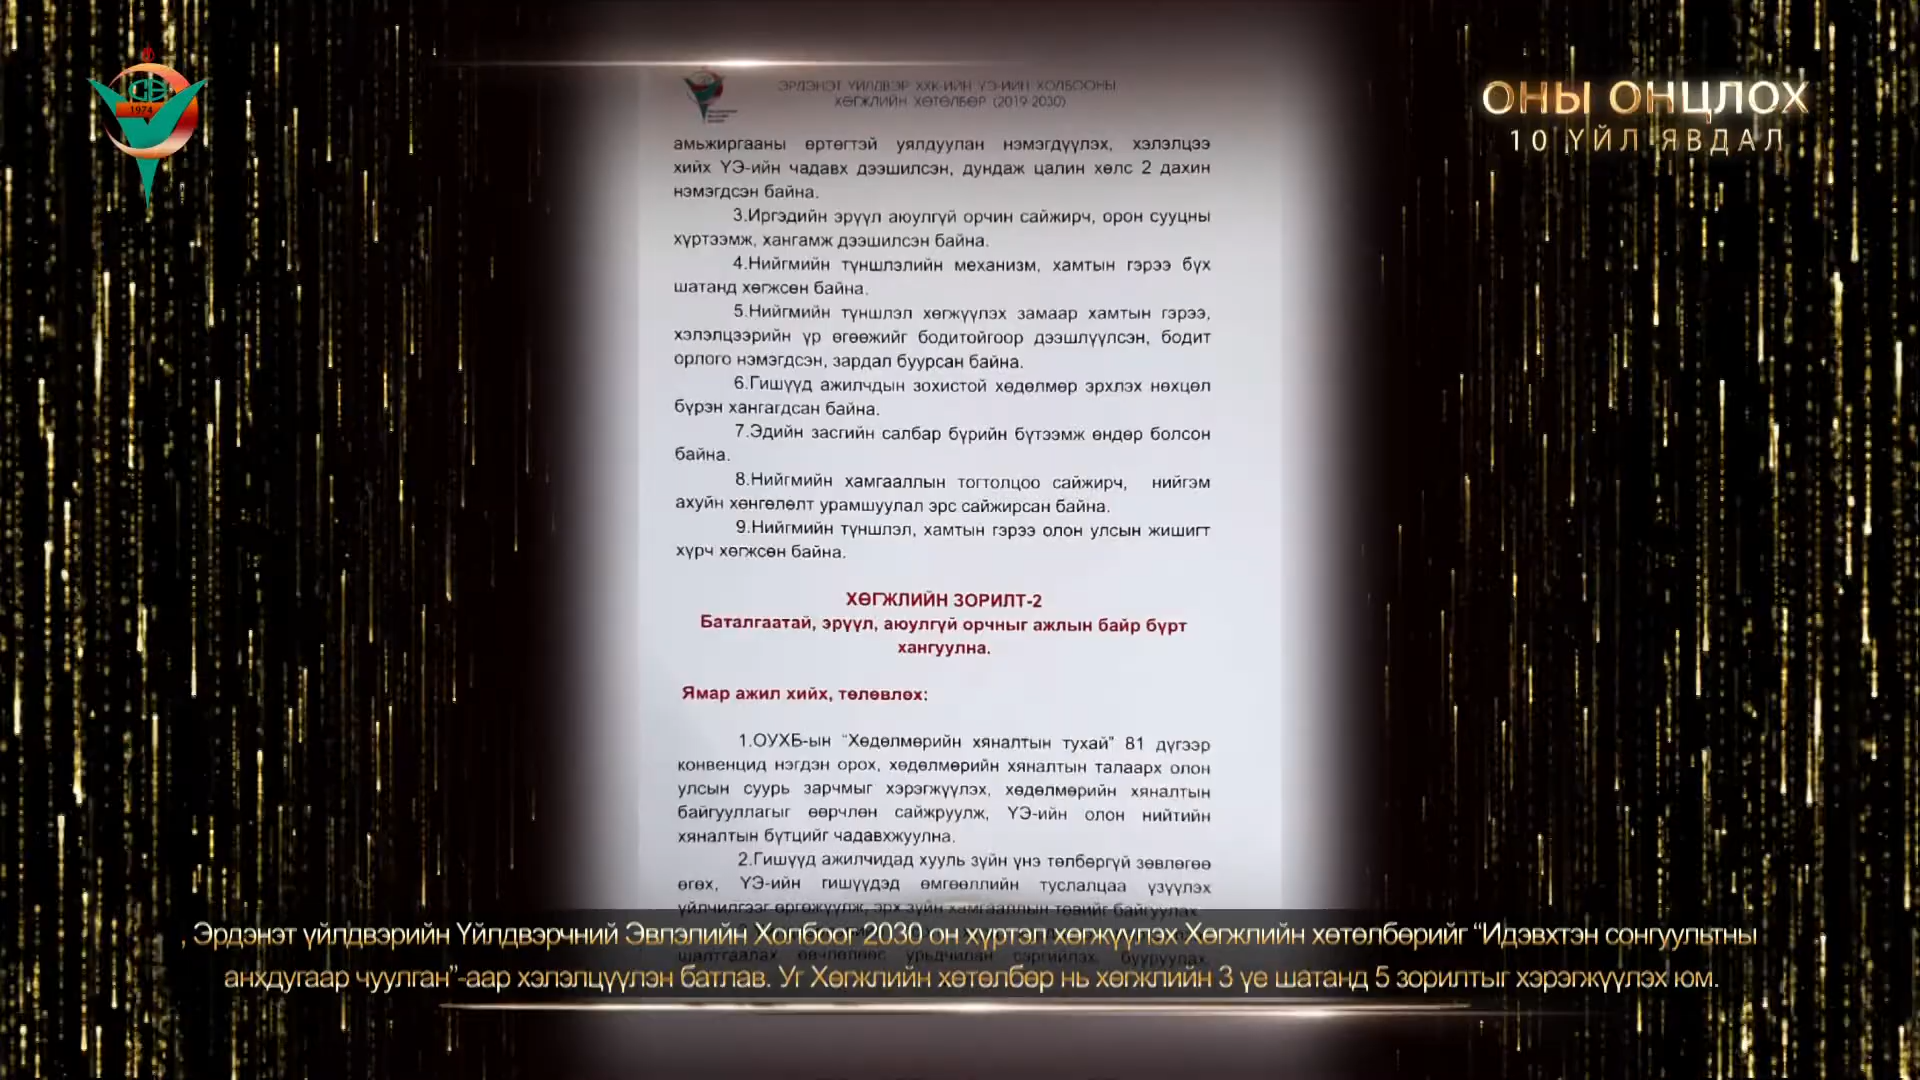 1974
ОНЫ ОНЦЛОХ
10 ҮЙЛ ЯВДАЛ
ЭРДЭНЭТ ҮЙЛДВЭР ХХК-ИЙН ҮЭ-ИЙН ХОЛБООНЫ
ХӨГЖЛИЙН ХӨТӨЛБӨР (2019-2030)
амьжиргааны өртөгтэй уялдуулан нэмэгдүүлэх, хэлэлцээ
хийх ҮЭ-ийн чадавх дээшилсэн, дундаж цалин хөлс 2 дахин
нэмэгдсэн байна.
3.Иргэдийн эрүүл аюулгүй орчин сайжирч, орон сууцны
хүртээмж, хангамж дээшилсэн байна.
4.Нийгмийн түншлэлийн механизм, хамтын гэрээ бүх
шатанд хөгжсөн байна.
5.Нийгмийн түншлэл хөгжүүлэх замаар хамтын гэрээ,
хэлэлцээрийн үр өгөөжийг бодитойгоор дээшлүүлсэн, бодит
орлого нэмэгдсэн, зардал буурсан байна.
6.Гишүүд ажилчдын зохистой хөдөлмөр эрхлэх нөхцөл
бүрэн хангагдсан байна.
7.Эдийн засгийн салбар бүрийн бүтээмж өндөр болсон
байна.
8.Нийгмийн хамгааллын тогтолцоо сайжирч, нийгэм
ахуйн хөнгөлөлт урамшуулал эрс сайжирсан байна.
9.Нийгмийн түншлэл, хамтын гэрээ олон улсын жишигт
хүрч хөгжсөн байна.
ХӨГЖЛИЙН ЗОРИЛТ-2
Баталгаатай, эрүүл, аюулгүй орчныг ажлын байр бүрт
хангуулна.
Ямар ажил хийх, төлөвлөх:
1.ОУХБ-ын “Хөдөлмөрийн хяналтын тухай” 81 дүгээр
конвенцид нэгдэн орох, хөдөлмөрийн хяналтын талаарх олон
улсын суурь зарчмыг хэрэгжүүлэх, хөдөлмөрийн хяналтын
байгууллагыг өөрчлөн сайжруулж, ҮЭ-ийн олон нийтийн
хяналтын бүтцийг чадавхжуулна.
2.Гишүүд ажилчидад хууль зүйн үнэ төлбөргүй зөвлөгөө
өгөх, ҮЭ-ийн гишүүдэд өмгөөллийн туслалцаа үзүүлэх
үйлчилгээг өргөжүүлж, эрх зүйн хамгааллын төвийг байгуулах.
, Эрдэнэт үйлдвэрийн Үйлдвэрчний Эвлэлийн Холбоог 2030 он хүртэл хөгжүүлэх Хөгжлийн хөтөлбөрийг “Идэвхтэн сонгуультны
анхдугаар чуулган”-аар хэлэлцүүлэн батлав. Уг Хөгжлийн хөтөлбөр нь хөгжлийн 3 үе шатанд 5 зорилтыг хэрэгжүүлэх юм.